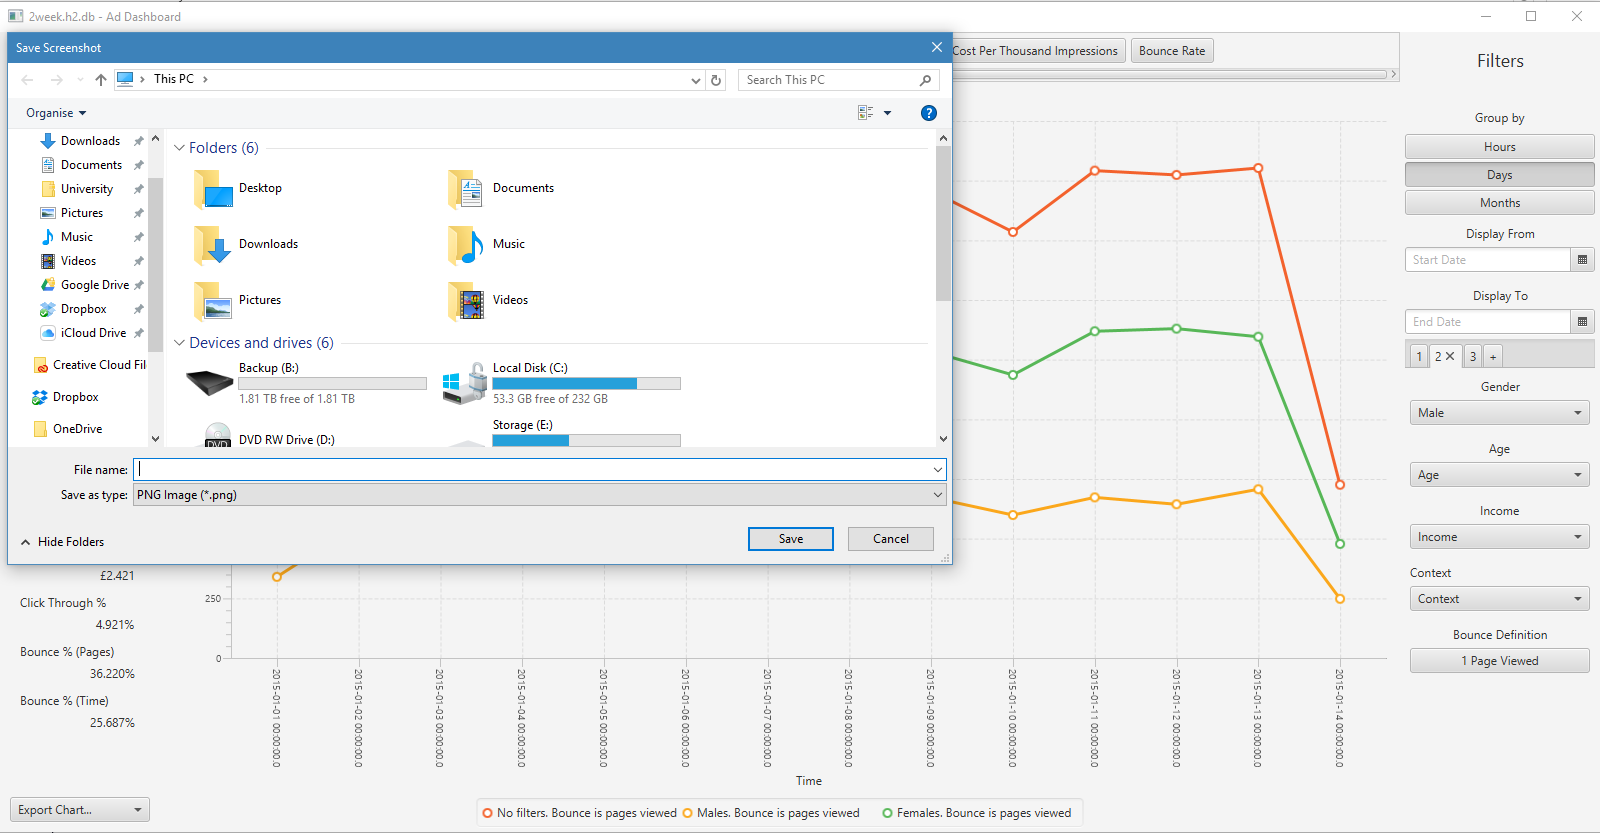 2week.h2.db - Ad Dashboard
Save Screenshot
This PC
Search This PC
Organise
Downloads
Documents
University
Pictures
Music
Videos
Google Drive
Dropbox
iCloud Drive
Creative Cloud Fil
Dropbox
OneDrive
Folders (6)
Desktop
Documents
Downloads
Music
Pictures
Videos
Devices and drives (6)
Backup (B:)
1.81 TB free of 1.81 TB
Local Disk (C:)
53.3 GB free of 232 GB
DVD
DVD RW Drive (D:)
Storage (E:)
File name:
Save as type:
PNG Image (*.png)
Hide Folders
Save
Cancel
Cost Per Thousand Impressions
Bounce Rate
£2.421
Click Through %
4.921%
Bounce % (Pages)
36.220%
Bounce % (Time)
25.687%
Export Chart...
250
0
2015-01-01 00:00:00.0
2015-01-02 00:00:00.0
2015-01-03 00:00:00.0
2015-01-04 00:00:00.0
2015-01-05 00:00:00.0
2015-01-06 00:00:00.0
2015-01-07 00:00:00.0
2015-01-08 00:00:00.0
2015-01-09 00:00:00.0
2015-01-10 00:00:00.0
2015-01-11 00:00:00.0
2015-01-12 00:00:00.0
2015-01-13 00:00:00.0
2015-01-14 00:00:00.0
Time
No filters. Bounce is pages viewed
Males. Bounce is pages viewed
Females. Bounce is pages viewed
Filters
Group by
Hours
Days
Months
Display From
Start Date
Display To
End Date
1 2 3 +
Gender
Male
Age
Age
Income
Income
Context
Context
Bounce Definition
1 Page Viewed